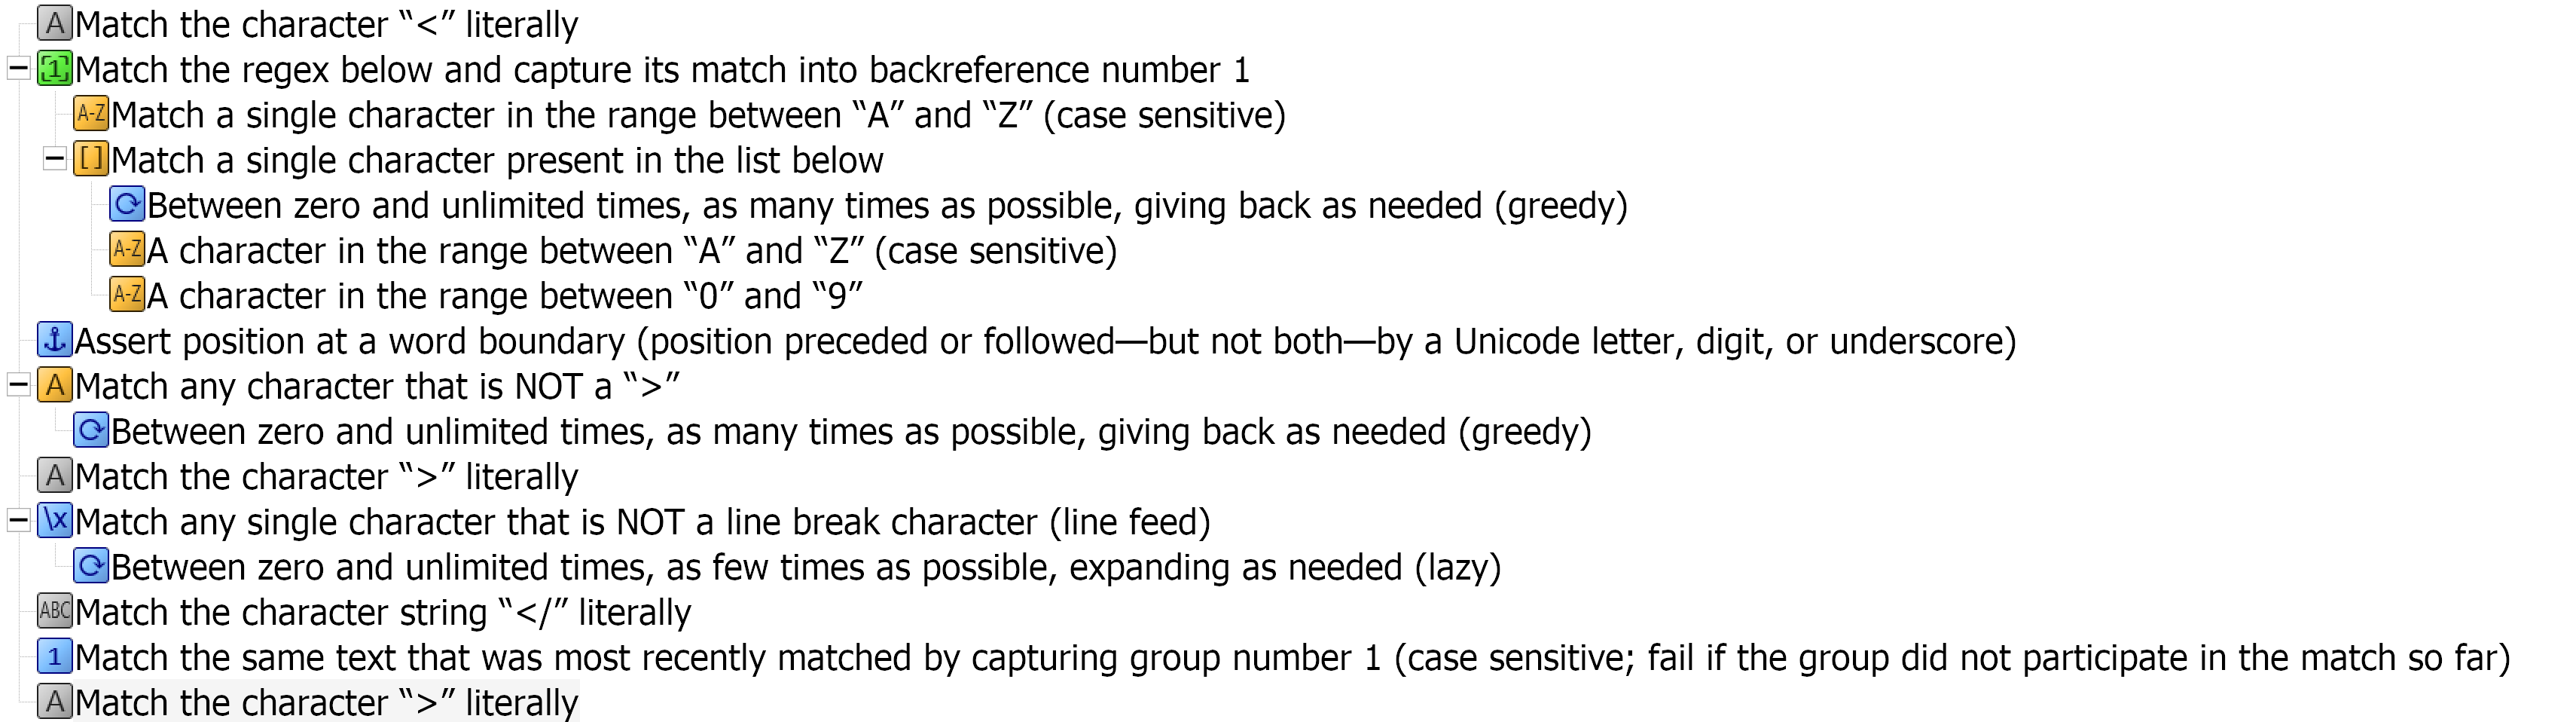 A Match the character “<” literally
[1] Match the regex below and capture its match into backreference number 1
A-Z Match a single character in the range between “A” and “Z” (case sensitive)
[ ] Match a single character present in the list below
Between zero and unlimited times, as many times as possible, giving back as needed (greedy)
A-Z A character in the range between “A” and “Z” (case sensitive)
A-Z A character in the range between “0” and “9”
Assert position at a word boundary (position preceded or followed—but not both—by a Unicode letter, digit, or underscore)
A Match any character that is NOT a “>”
Between zero and unlimited times, as many times as possible, giving back as needed (greedy)
A Match the character “>” literally
\x Match any single character that is NOT a line break character (line feed)
Between zero and unlimited times, as few times as possible, expanding as needed (lazy)
ABC Match the character string “</” literally
1 Match the same text that was most recently matched by capturing group number 1 (case sensitive; fail if the group did not participate in the match so far)
A Match the character “>” literally